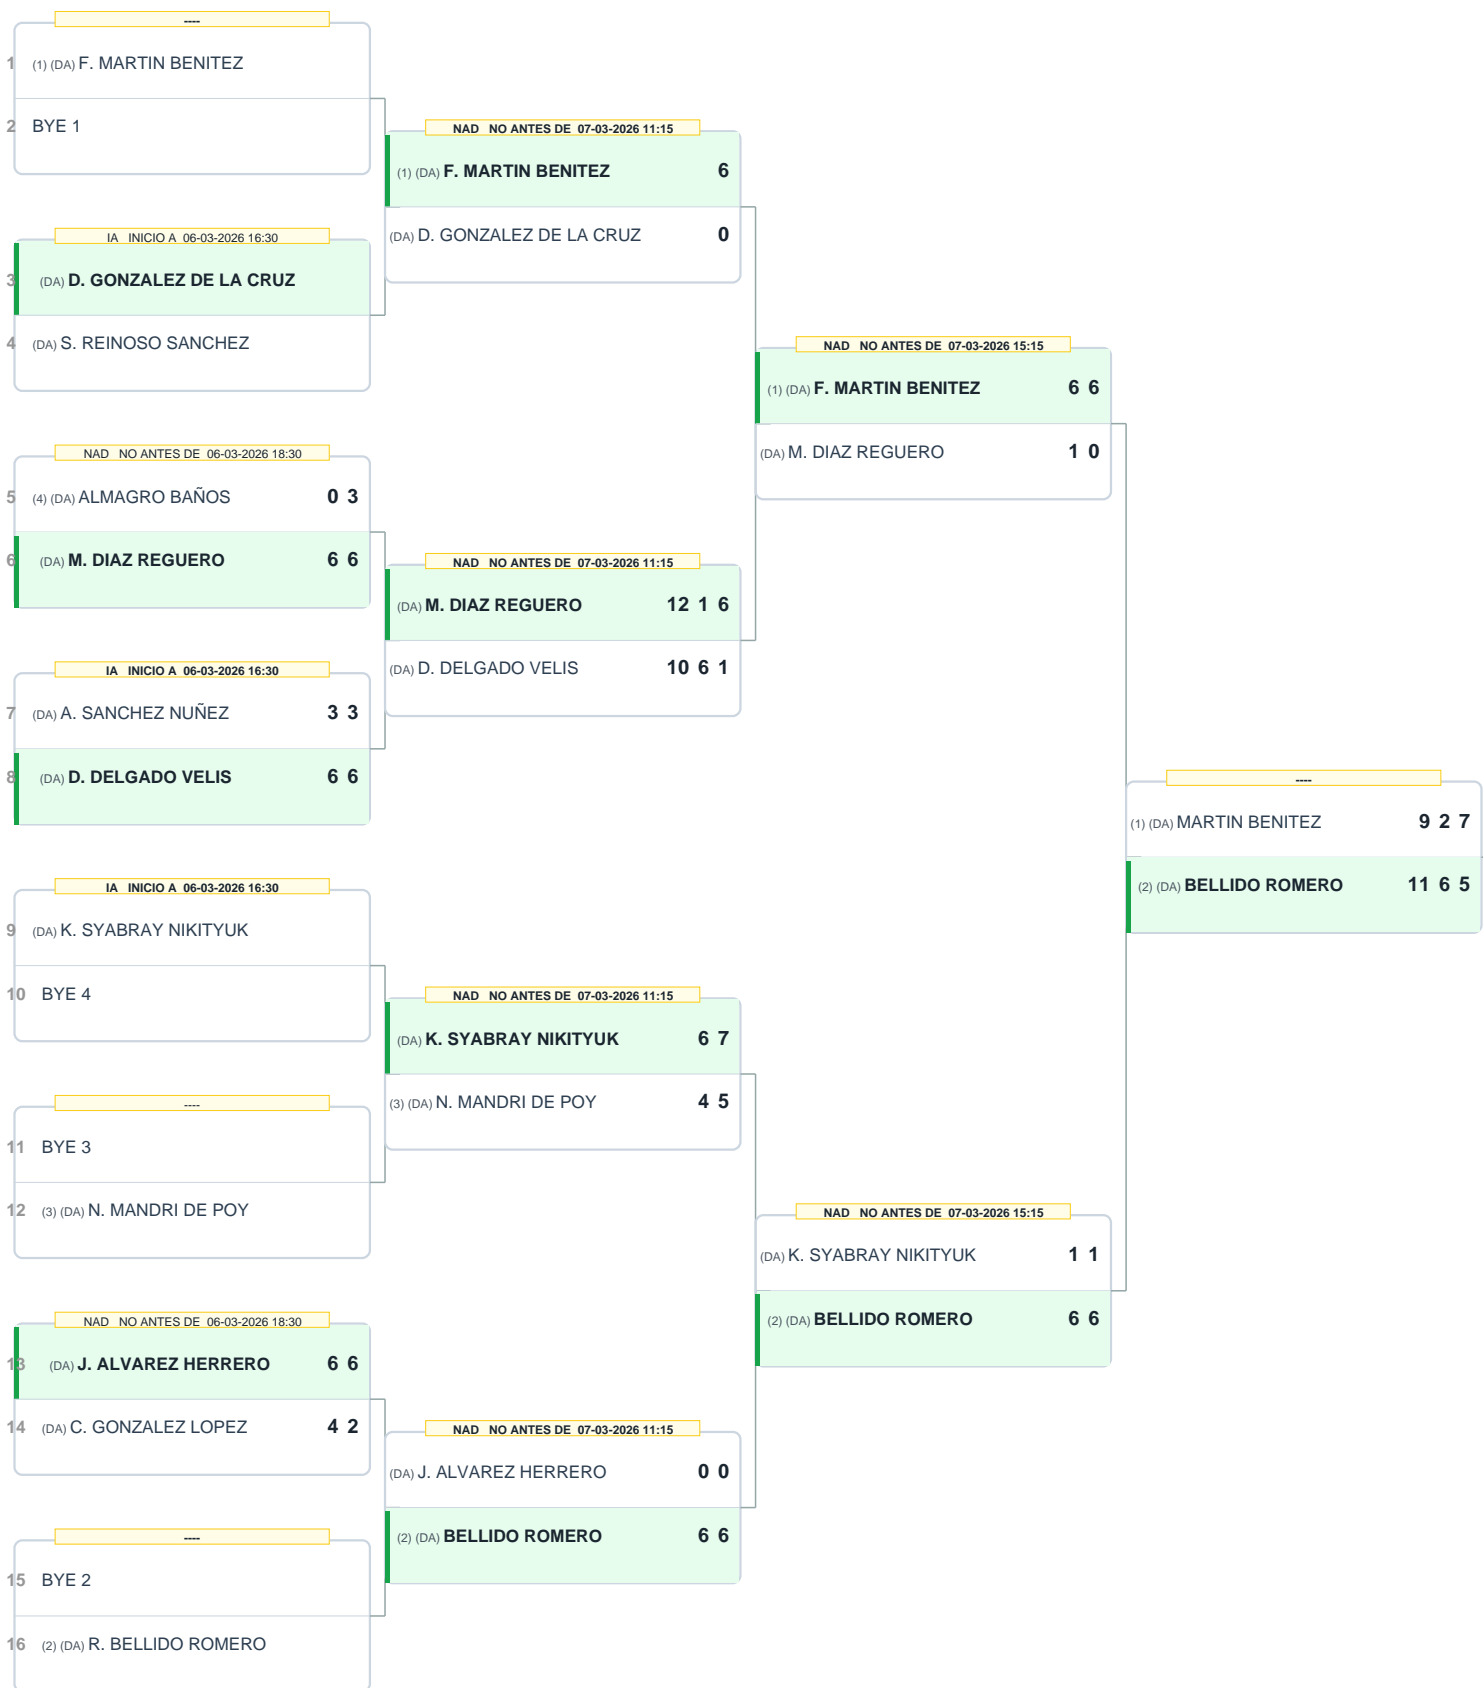 ----
1 (1) (DA) F. MARTIN BENITEZ
2 BYE 1
IA INICIO A 06-03-2026 16:30
3 (DA) D. GONZALEZ DE LA CRUZ
4 (DA) S. REINOSO SANCHEZ
NAD NO ANTES DE 06-03-2026 18:30
5 (4) (DA) ALMAGRO BAÑOS 0 3
6 (DA) M. DIAZ REGUERO 6 6
IA INICIO A 06-03-2026 16:30
7 (DA) A. SANCHEZ NUÑEZ 3 3
8 (DA) D. DELGADO VELIS 6 6
IA INICIO A 06-03-2026 16:30
9 (DA) K. SYABRAY NIKITYUK
10 BYE 4
----
11 BYE 3
12 (3) (DA) N. MANDRI DE POY
NAD NO ANTES DE 06-03-2026 18:30
13 (DA) J. ALVAREZ HERRERO 6 6
14 (DA) C. GONZALEZ LOPEZ 4 2
----
15 BYE 2
16 (2) (DA) R. BELLIDO ROMERO
NAD NO ANTES DE 07-03-2026 11:15
(1) (DA) F. MARTIN BENITEZ 6
(DA) D. GONZALEZ DE LA CRUZ 0
NAD NO ANTES DE 07-03-2026 11:15
(DA) M. DIAZ REGUERO 12 1 6
(DA) D. DELGADO VELIS 10 6 1
NAD NO ANTES DE 07-03-2026 11:15
(DA) K. SYABRAY NIKITYUK 6 7
(3) (DA) N. MANDRI DE POY 4 5
NAD NO ANTES DE 07-03-2026 11:15
(DA) J. ALVAREZ HERRERO 0 0
(2) (DA) BELLIDO ROMERO 6 6
NAD NO ANTES DE 07-03-2026 15:15
(1) (DA) F. MARTIN BENITEZ 6 6
(DA) M. DIAZ REGUERO 1 0
NAD NO ANTES DE 07-03-2026 15:15
(DA) K. SYABRAY NIKITYUK 1 1
(2) (DA) BELLIDO ROMERO 6 6
----
(1) (DA) MARTIN BENITEZ 9 2 7
(2) (DA) BELLIDO ROMERO 11 6 5